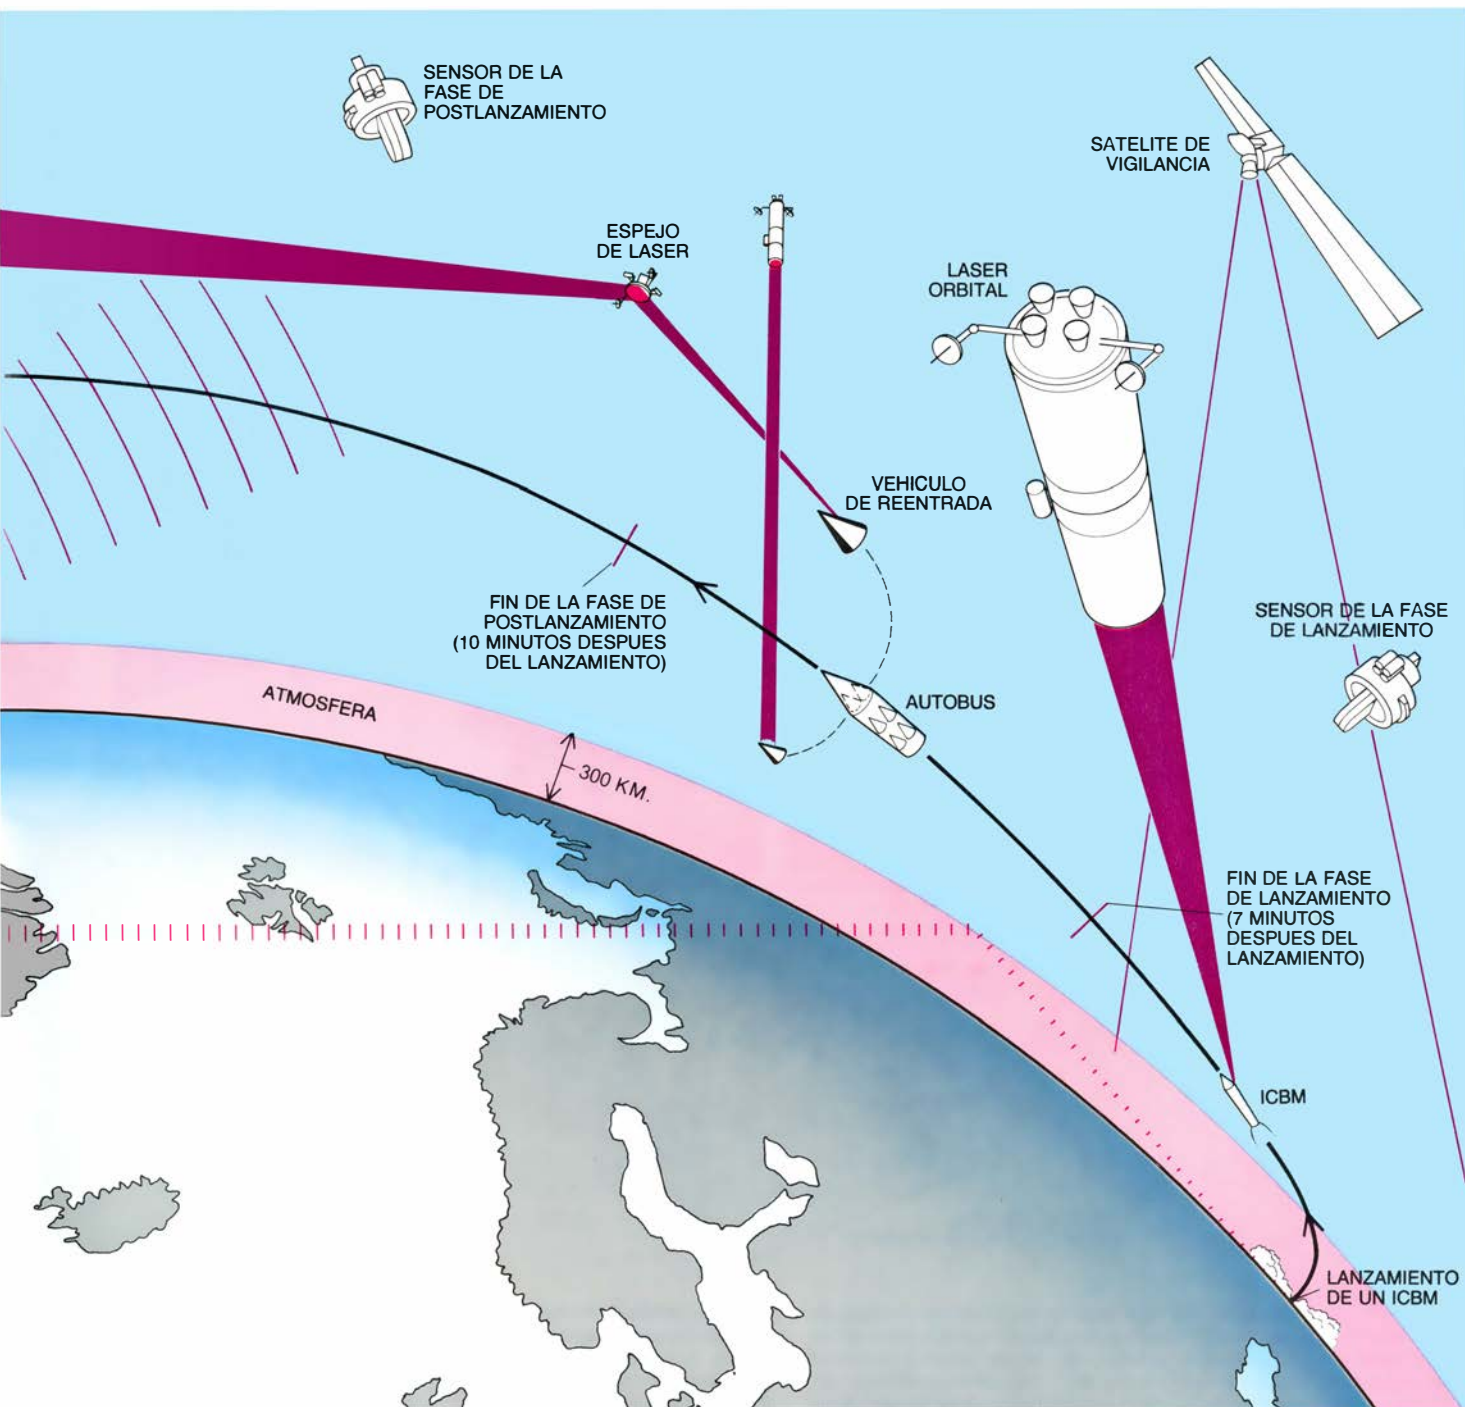 SENSOR DE LA
FASE DE
POSTLANZAMIENTO
SATELITE DE
VIGILANCIA
ESPEJO
DE LASER
LASER
ORBITAL
VEHICULO
DE REENTRADA
FIN DE LA FASE DE
POSTLANZAMIENTO
(10 MINUTOS DESPUES
DEL LANZAMIENTO)
SENSOR DE LA FASE
DE LANZAMIENTO
ATMOSFERA
AUTOBUS
300 KM.
FIN DE LA FASE
DE LANZAMIENTO
(7 MINUTOS
DESPUES DEL
LANZAMIENTO)
ICBM
LANZAMIENTO
DE UN ICBM